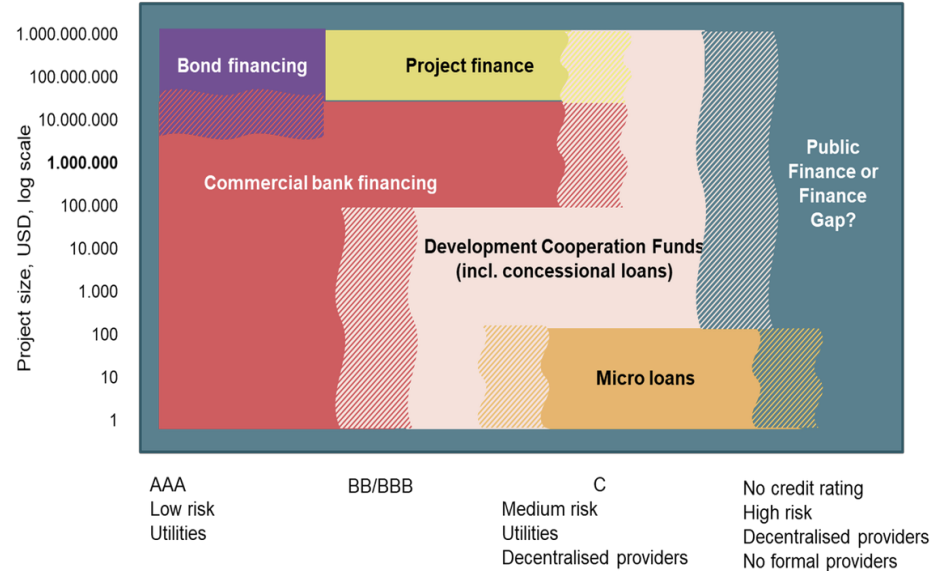 Project size, USD, log scale
1.000.000.000
100.000.000
10.000.000
1.000.000
100.000
10.000
1.000
100
10
1
Bond financing
Project finance
Commercial bank financing
Development Cooperation Funds
(incl. concessional loans)
Micro loans
Public
Finance or
Finance
Gap?
AAA
Low risk
Utilities
BB/BBB
C
Medium risk
Utilities
Decentralised providers
No credit rating
High risk
Decentralised providers
No formal providers